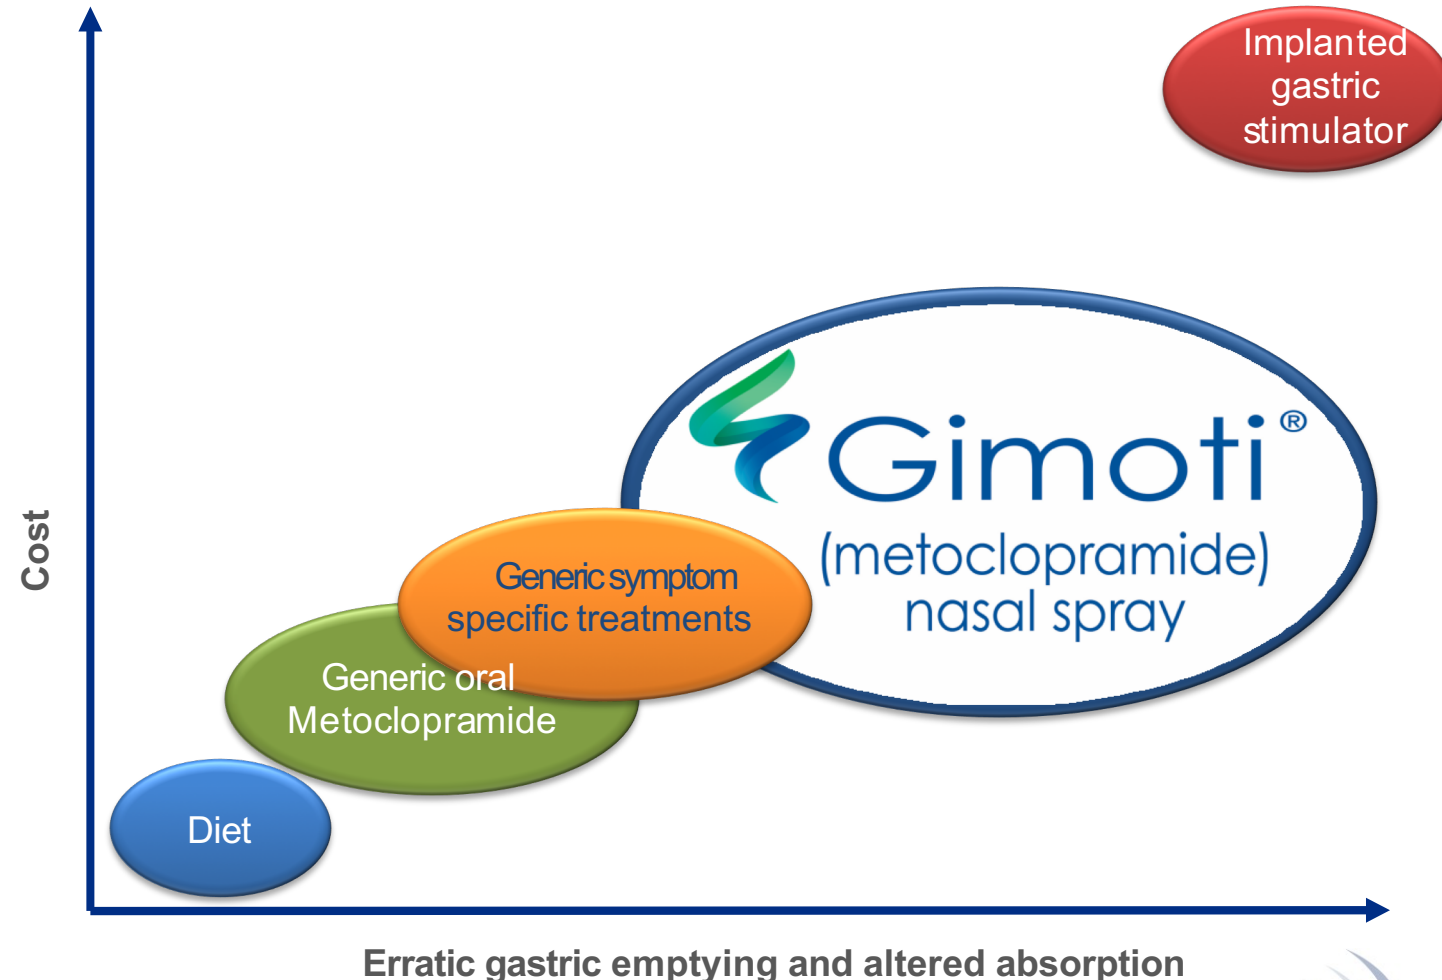 Implanted
gastric
stimulator
Gimoti®
(metoclopramide)
nasal spray
Generic symptom
specific treatments
Generic oral
Metoclopramide
Diet
Cost
Erratic gastric emptying and altered absorption